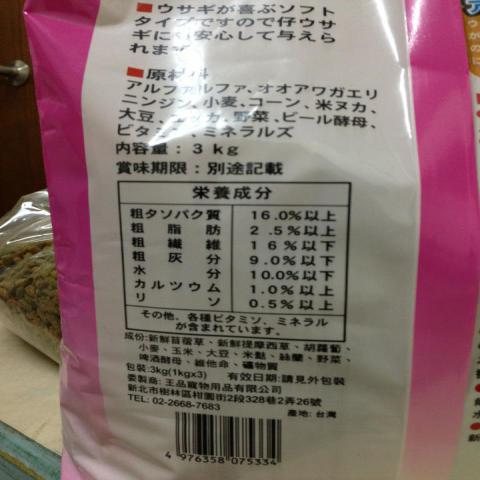 ■ウサギが喜ぶソフト
タイプですので仔ウサ
ギに 安心して与えら
れます
■原材料
アルファルファ、オオアワガエリ
ニンジン、小麦、コーン、米ヌカ、
大豆、ユッカ、野菜、ビール酵母、
ビタミン、ミネラルズ
内容量：3kg
賞味期限：別途記載
栄養成分
粗タソパク質 16.0%以上
粗脂肪 2.5%以上
粗繊維 16%以下
粗灰分 9.0%以下
水分 10.0%以下
カルツウム 1.0%以上
リソ 0.5%以上
その他、各種ビタミソ、ミネラル
が含まれています。
成份:新鮮苜蓿草、新鮮提摩西草、胡蘿蔔、
小麦、玉米、大豆、米麩、絲蘭、野菜、
啤酒酵母、維他命、礦物質
包裝:3kg(1kgx3) 有效日期:請見外包裝
委製商：王品寵物用品有限公司
新北市樹林區柑園街2段328巷2弄26號
TEL: 02-2668-7683
產地: 台灣
4 976358 075334